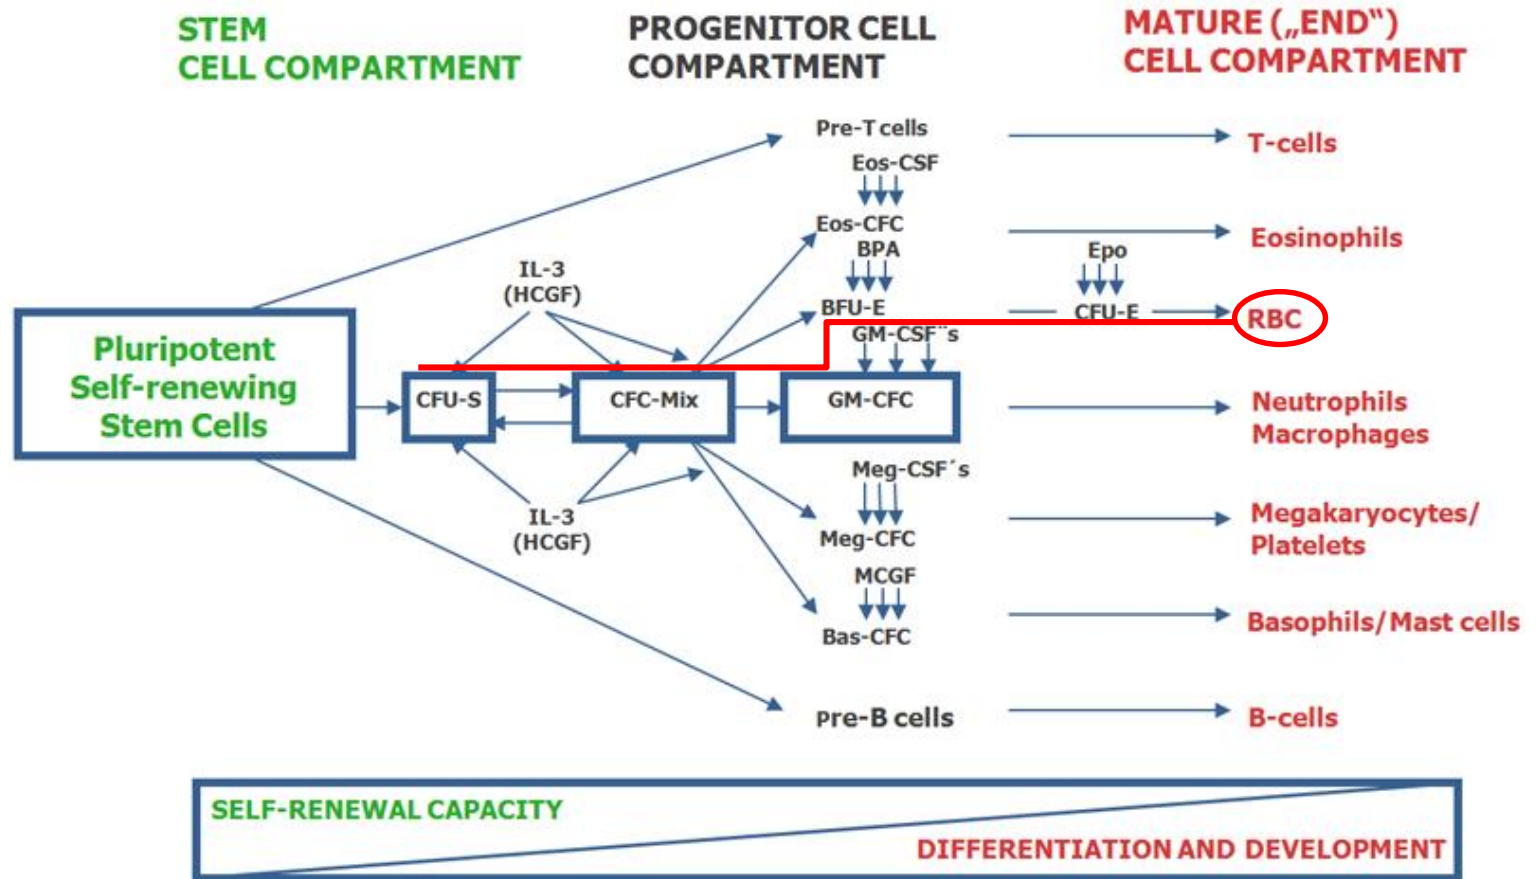 STEM
CELL COMPARTMENT
PROGENITOR CELL
COMPARTMENT
MATURE („END“)
CELL COMPARTMENT
Pre-T cells
T-cells
Eos-CSF
Eos-CFC
Eosinophils
BPA
Epo
IL-3
(HCGF)
BFU-E
CFU-E
RBC
GM-CSF¨s
Pluripotent
Self-renewing
Stem Cells
CFU-S
CFC-Mix
GM-CFC
Neutrophils
Macrophages
Meg-CSF´s
IL-3
(HCGF)
Meg-CFC
Megakaryocytes/
Platelets
MCGF
Bas-CFC
Basophils/Mast cells
Pre-B cells
B-cells
SELF-RENEWAL CAPACITY
DIFFERENTIATION AND DEVELOPMENT